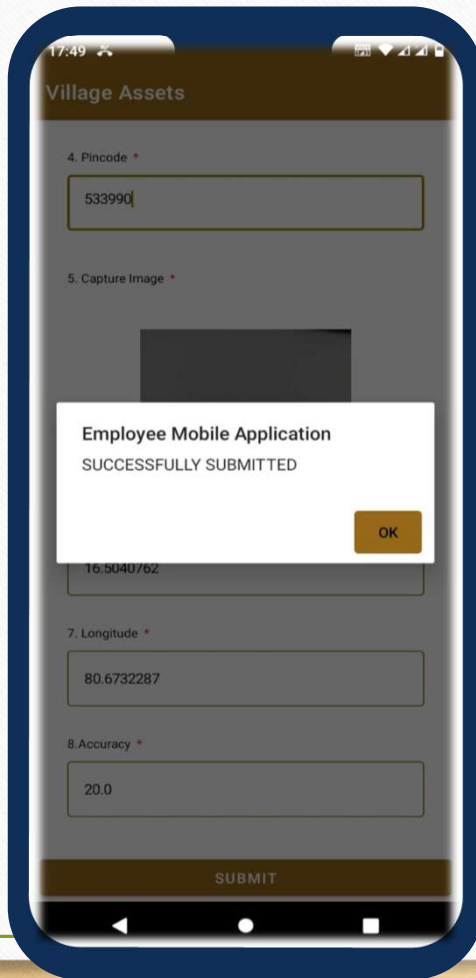 17:49
Village Assets
4. Pincode *
533990
5. Capture Image *
Employee Mobile Application
SUCCESSFULLY SUBMITTED
OK
16.5040762
7. Longitude *
80.6732287
8.Accuracy *
20.0
SUBMIT